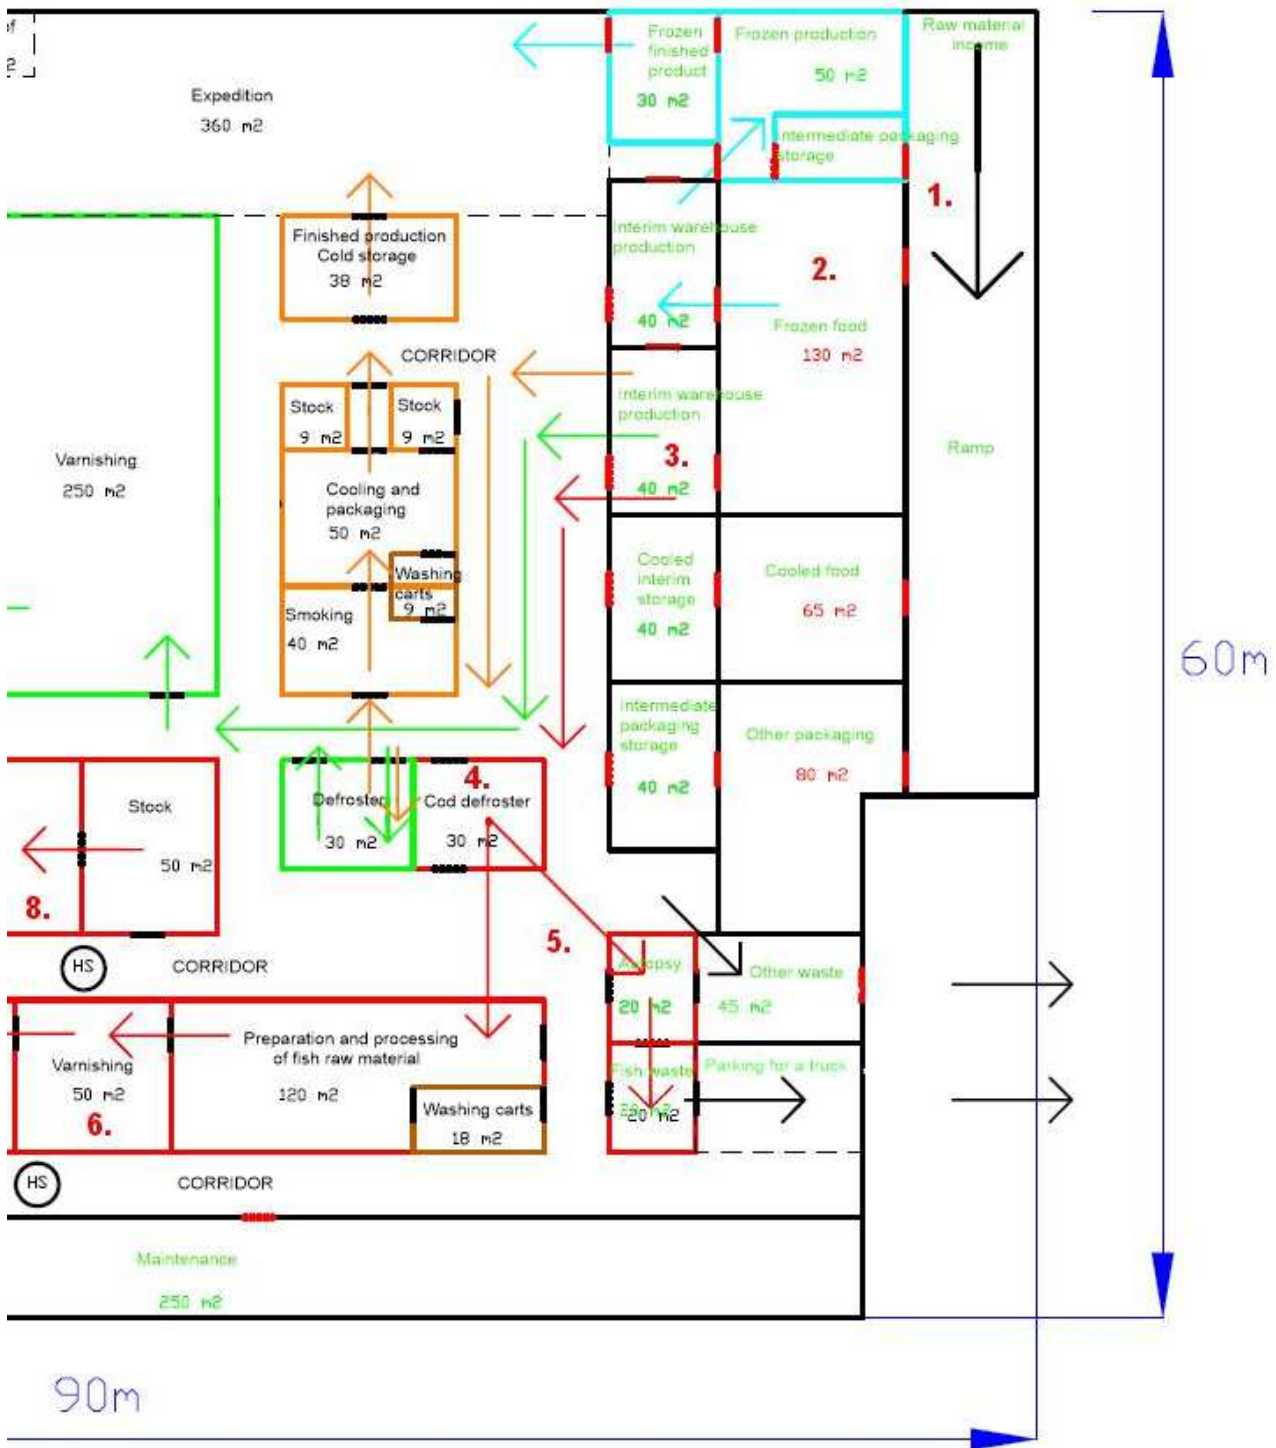 of
2
Expedition
360 m2
Frozen
finished
product
30 m2
Frozen production
50 m2
Raw material
income
Intermediate packaging
storage
1.
Finished production
Cold storage
38 m2
Interim warehouse
production
40 m2
2.
Frozen food
130 m2
CORRIDOR
Stock
9 m2
Stock
9 m2
Interim warehouse
production
3.
40 m2
Ramp
Varnishing
250 m2
Cooling and
packaging
50 m2
Washing
carts
9 m2
Smoking
40 m2
Cooled
interim
storage
40 m2
Cooled food
65 m2
60m
Intermediate
packaging
storage
40 m2
Other packaging
80 m2
Stock
50 m2
8.
Defroster
30 m2
4.
Cod defroster
30 m2
5.
HS
CORRIDOR
Autopsy
20 m2
Other waste
45 m2
Varnishing
50 m2
6.
Preparation and processing
of fish raw material
120 m2
Washing carts
18 m2
Fish waste
20 m2
20 m2
Parking for a truck
HS
CORRIDOR
Maintenance
250 m2
90m